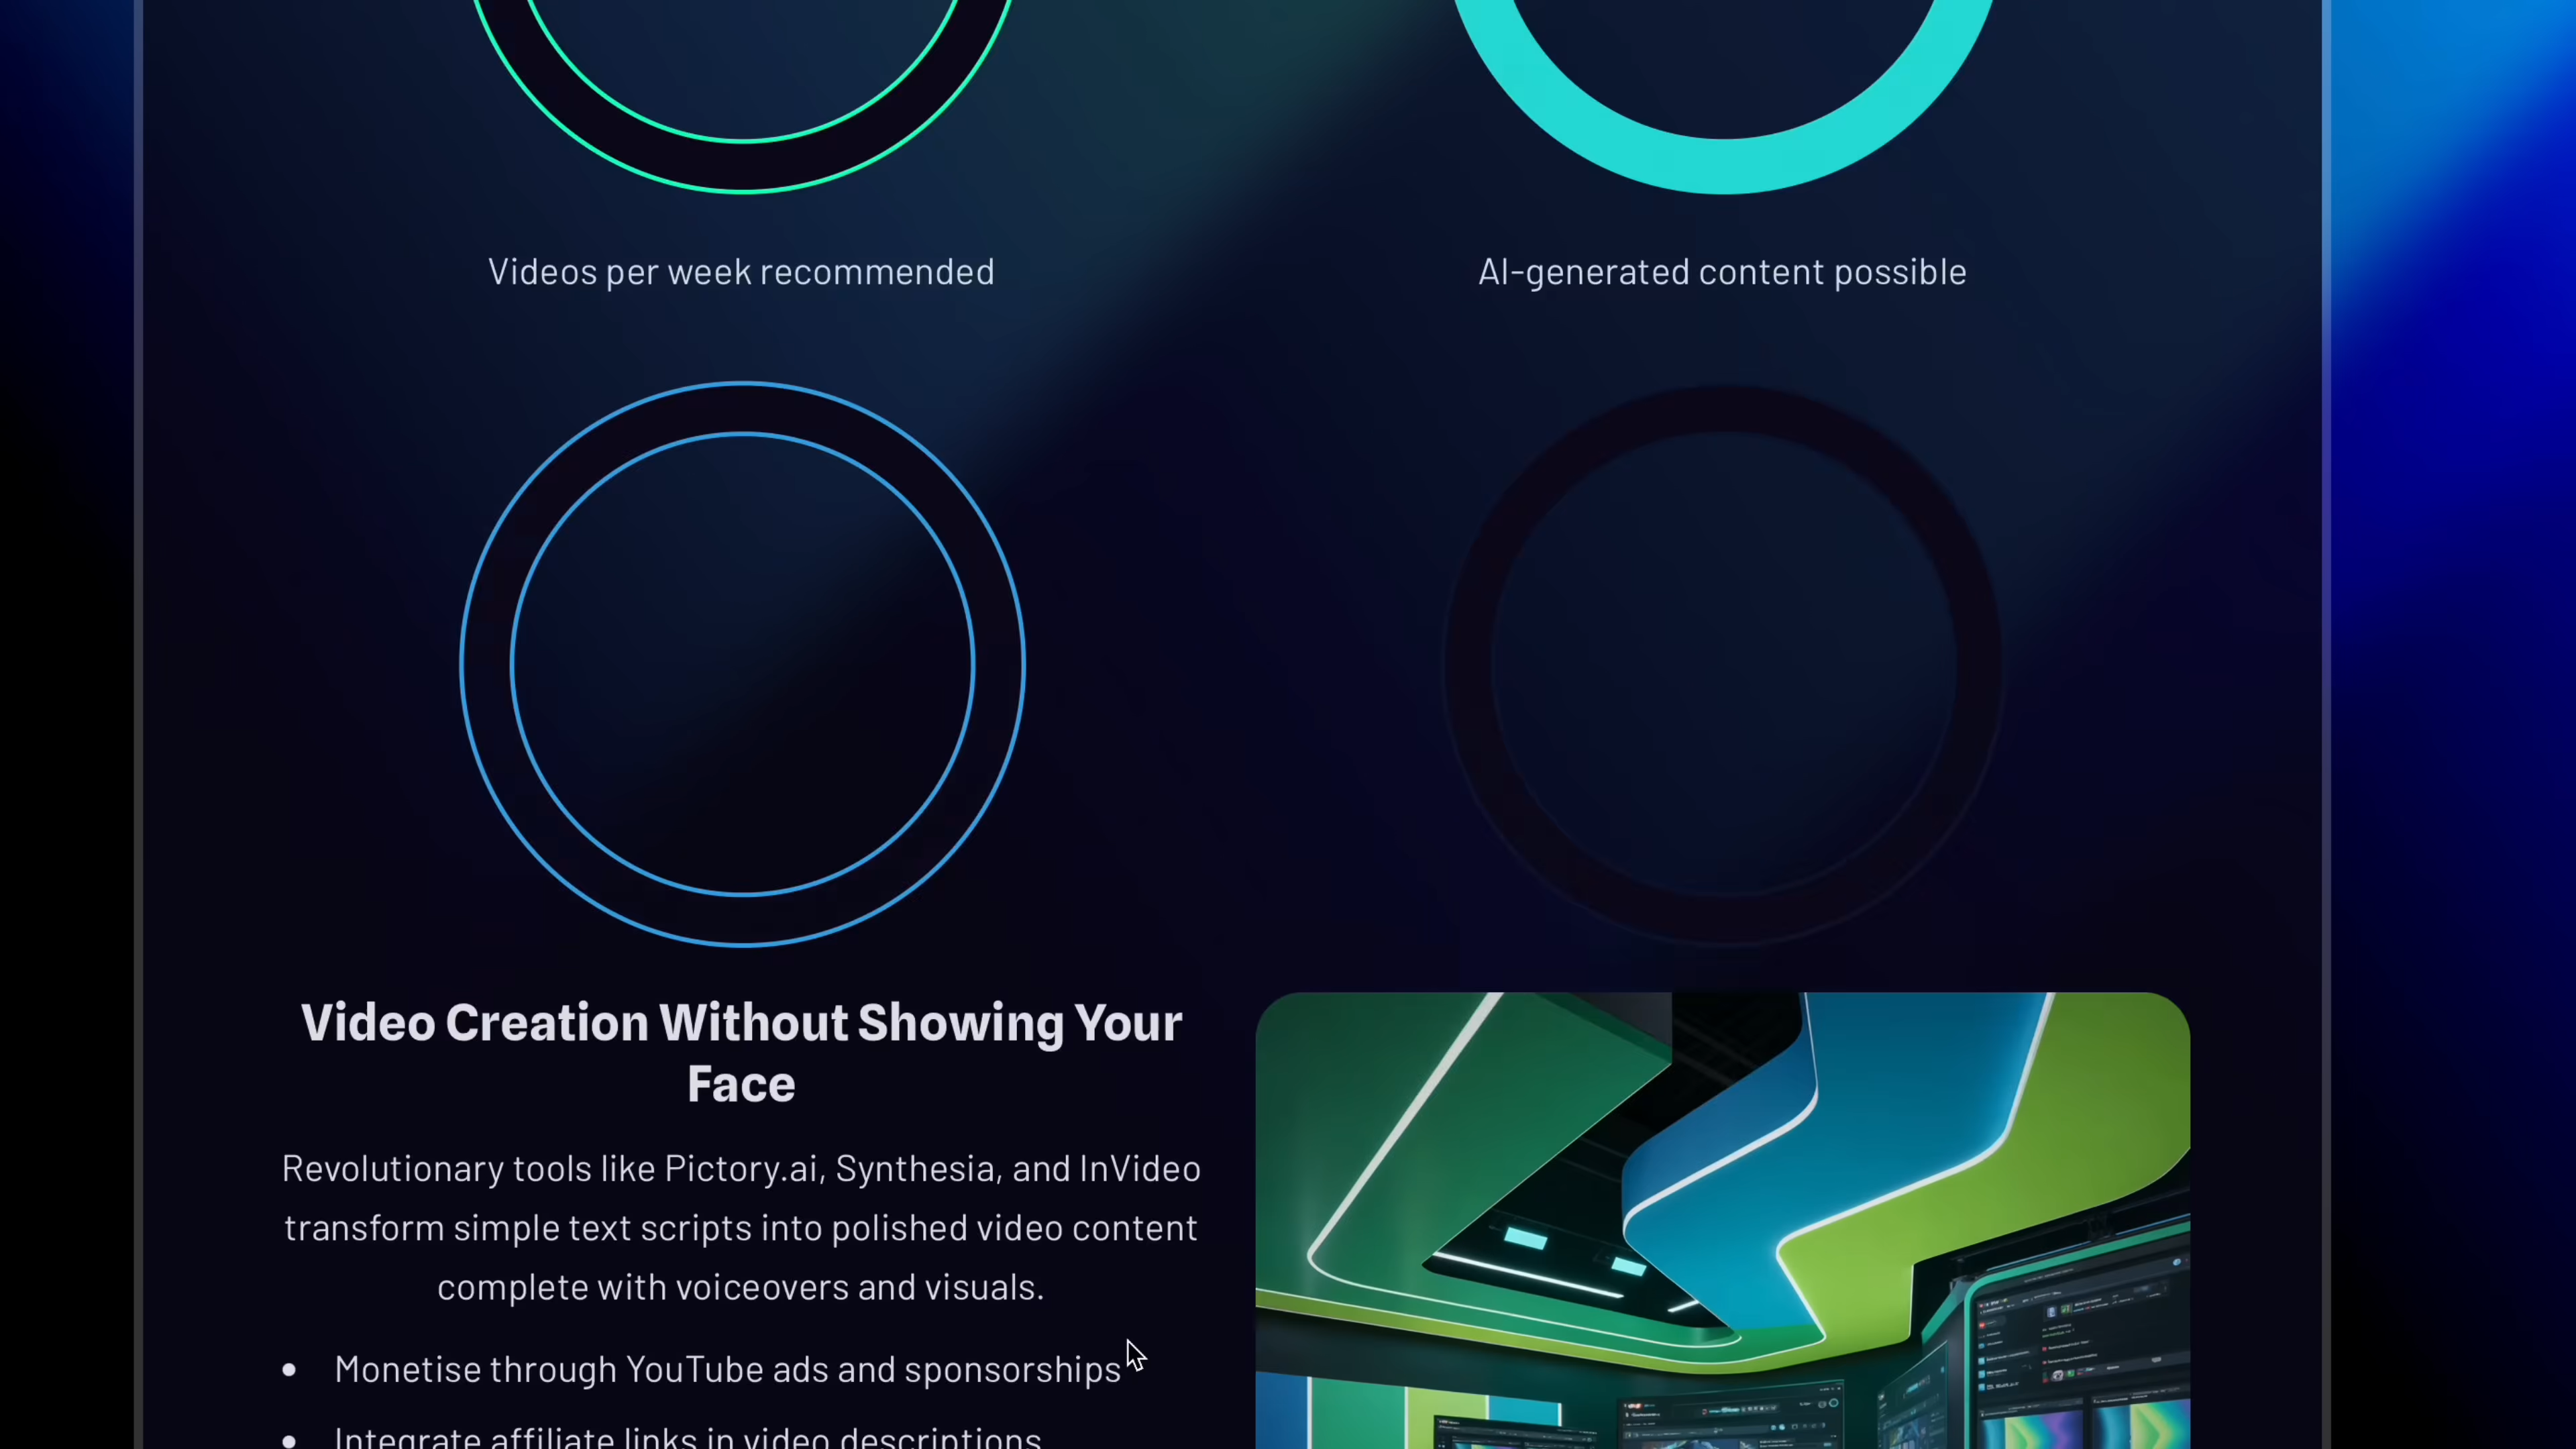 Videos per week recommended
AI-generated content possible
Video Creation Without Showing Your
Face
Revolutionary tools like Pictory.ai, Synthesia, and InVideo
transform simple text scripts into polished video content
complete with voiceovers and visuals.
• Monetise through YouTube ads and sponsorships
• Integrate affiliate links in video descriptions